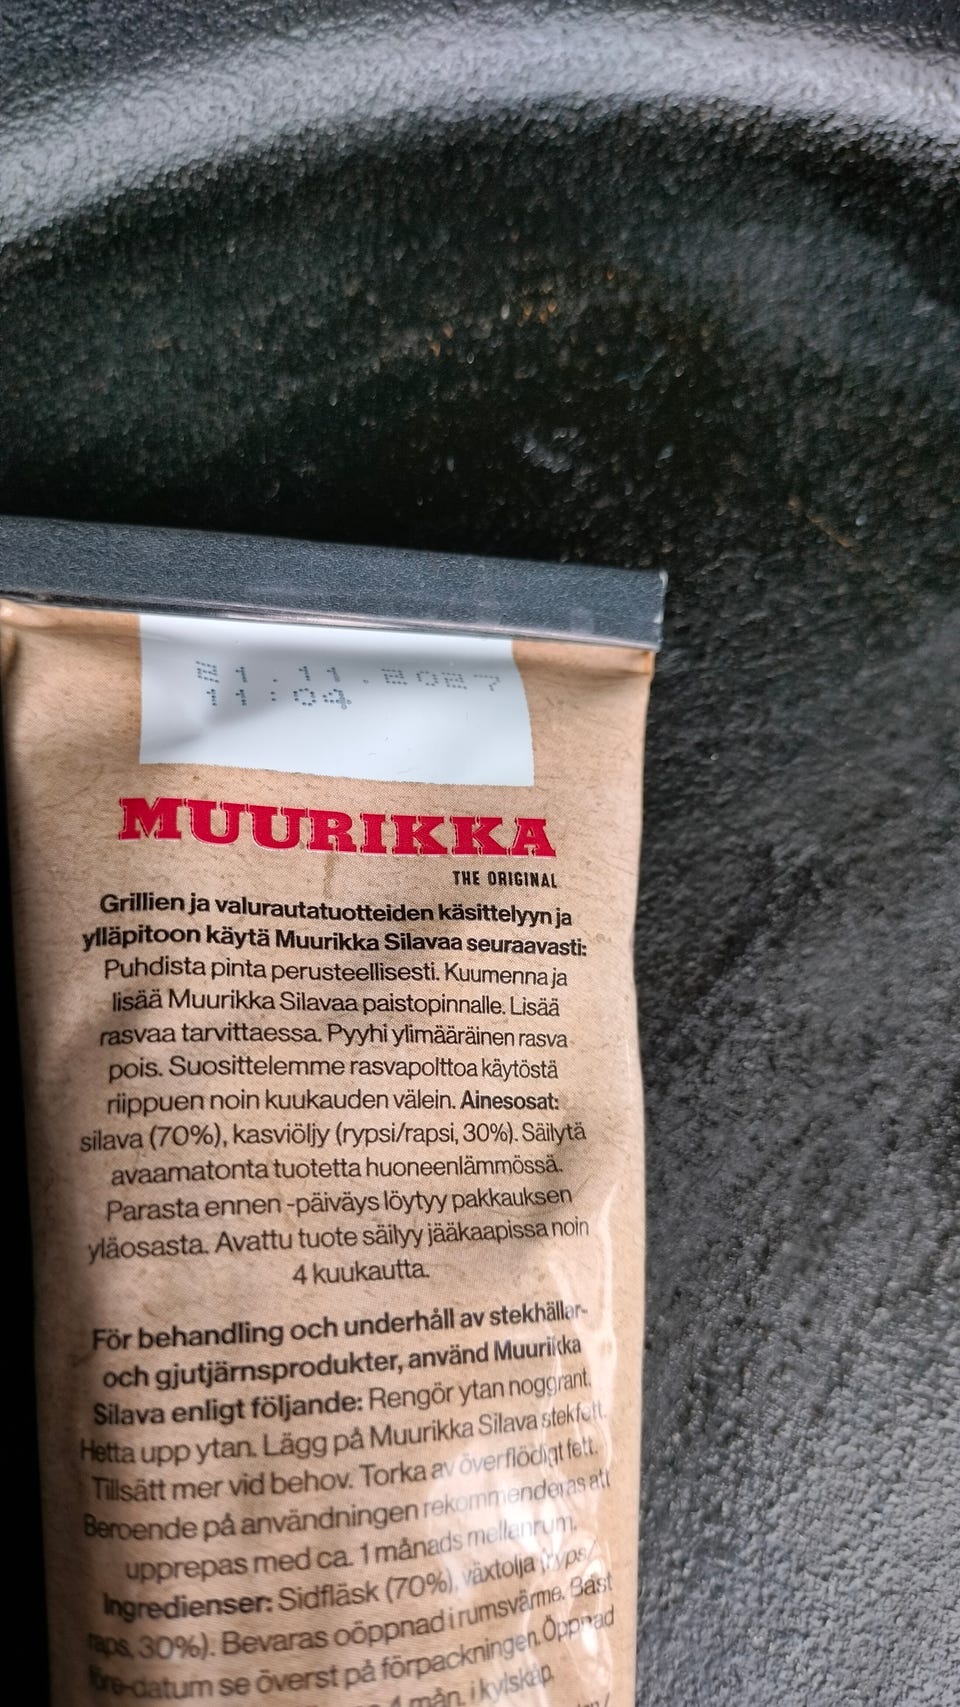 21.11.2027
11:04
MUURIKKA
THE ORIGINAL
Grillien ja valurautatuotteiden käsittelyyn ja
ylläpitoon käytä Muurikka Silavaa seuraavasti:
Puhdista pinta perusteellisesti. Kuumenna ja
lisää Muurikka Silavaa paistopinnalle. Lisää
rasvaa tarvittaessa. Pyyhi ylimääräinen rasva
pois. Suosittelemme rasvapolttoa käytöstä
riippuen noin kuukauden välein. Ainesosat:
silava (70%), kasviöljy (rypsi/rapsi, 30%). Säilytä
avaamatonta tuotetta huoneenlämmössä.
Parasta ennen -päiväys löytyy pakkauksen
yläosasta. Avattu tuote säilyy jääkaapissa noin
4 kuukautta.
För behandling och underhåll av stekhällar-
och gjutjärnsprodukter, använd Muurikka
Silava enligt följande: Rengör ytan noggrant.
Hetta upp ytan. Lägg på Muurikka Silava stekfett.
Tillsätt mer vid behov. Torka av överflödigt fett.
Beroende på användningen rekommenderas att
upprepas med ca. 1 månads mellanrum.
Ingredienser: Sidfläsk (70%), växtolja (ryps/
raps, 30%). Bevaras oöppnad i rumsvärme. Bäst
före-datum se överst på förpackningen. Öppnad
4 mån. i kylskåp.